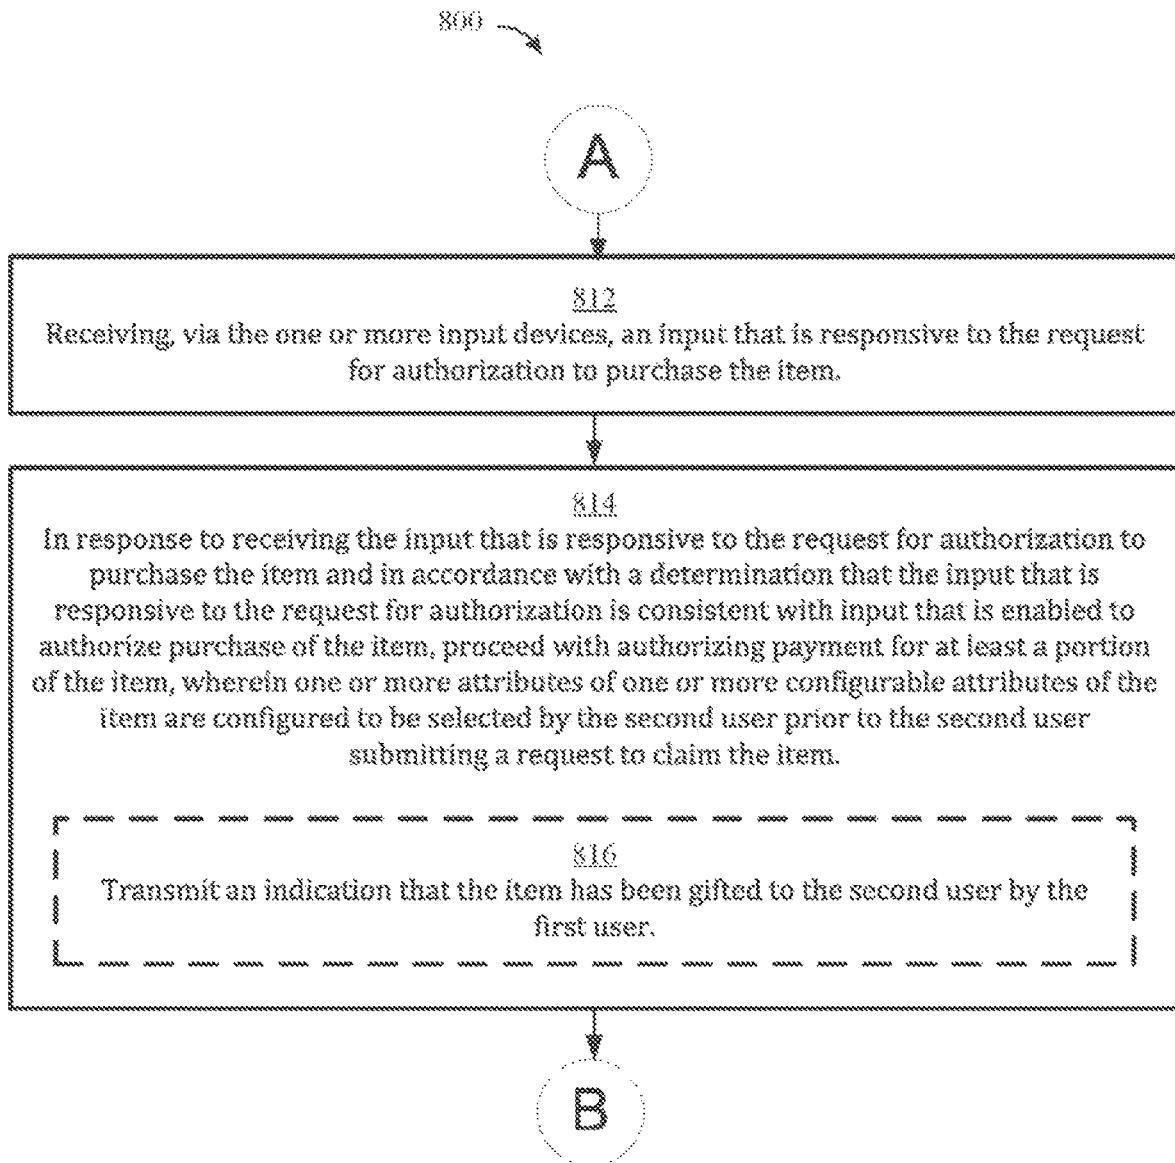 800
A
812
Receiving, via the one or more input devices, an input that is responsive to the request
for authorization to purchase the item.
814
In response to receiving the input that is responsive to the request for authorization to
purchase the item and in accordance with a determination that the input that is
responsive to the request for authorization is consistent with input that is enabled to
authorize purchase of the item, proceed with authorizing payment for at least a portion
of the item, wherein one or more attributes of one or more configurable attributes of the
item are configured to be selected by the second user prior to the second user
submitting a request to claim the item.
816
Transmit an indication that the item has been gifted to the second user by the
first user.
B